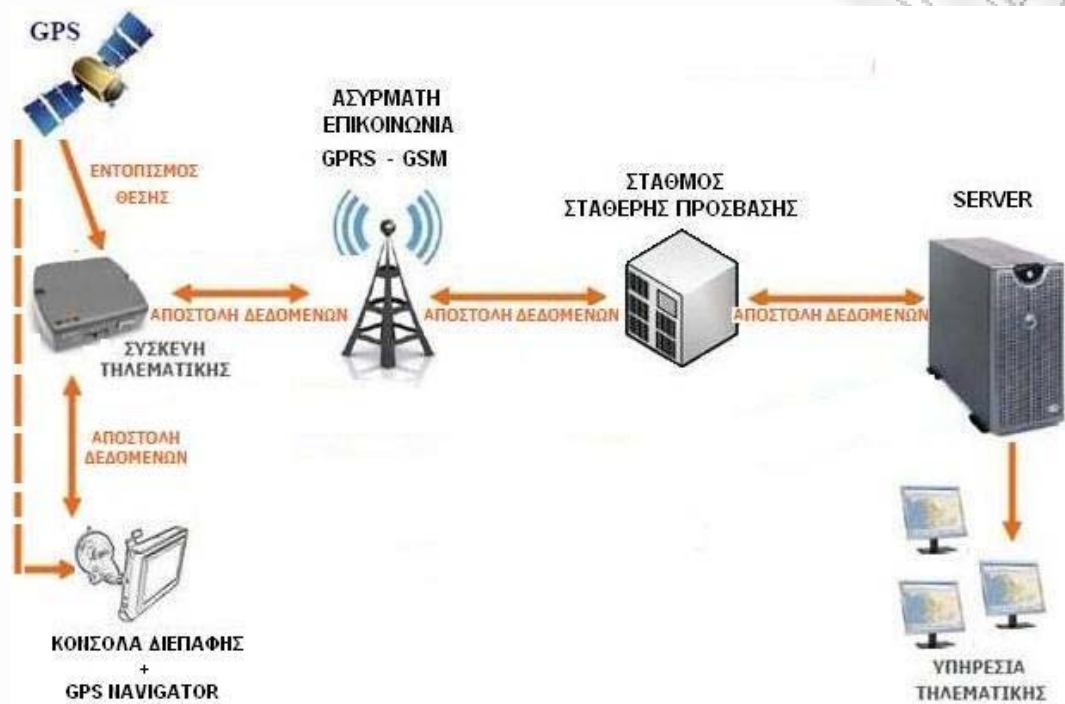 GPS
ΑΣΥΡΜΑΤΗ
ΕΠΙΚΟΙΝΩΝΙΑ
GPRS - GSM
ΕΝΤΟΠΙΣΜΟΣ
ΘΕΣΗΣ
ΣΤΑΘΜΟΣ
ΣΤΑΘΕΡΗΣ ΠΡΟΣΒΑΣΗΣ
SERVER
ΑΠΟΣΤΟΛΗ ΔΕΔΟΜΕΝΩΝ
ΑΠΟΣΤΟΛΗ ΔΕΔΟΜΕΝΩΝ
ΑΠΟΣΤΟΛΗ ΔΕΔΟΜΕΝΩΝ
ΣΥΣΚΕΥΗ
ΤΗΛΕΜΑΤΙΚΗΣ
ΑΠΟΣΤΟΛΗ
ΔΕΔΟΜΕΝΩΝ
ΚΟΝΣΟΛΑ ΔΙΕΠΑΦΗΣ
+
GPS NAVIGATOR
ΥΠΗΡΕΣΙΑ
ΤΗΛΕΜΑΤΙΚΗΣ